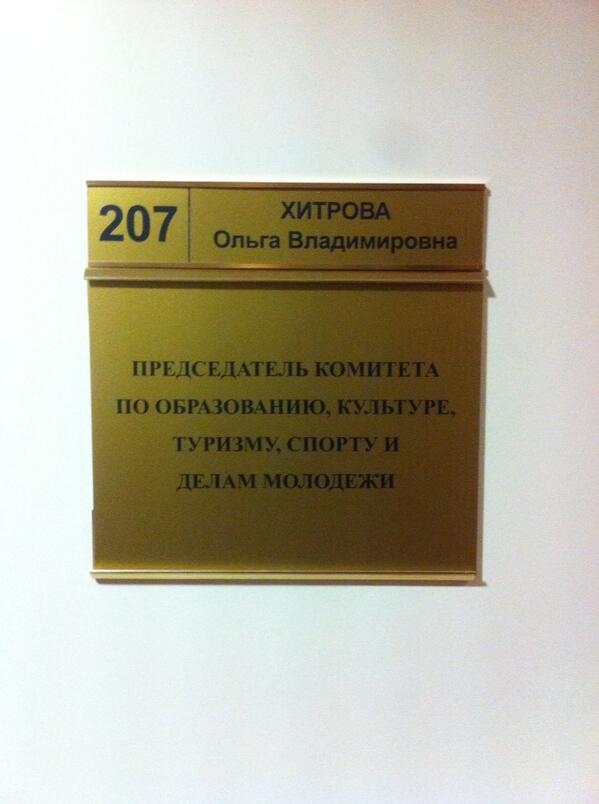 207
ХИТРОВА
Ольга Владимировна
ПРЕДСЕДАТЕЛЬ КОМИТЕТА
ПО ОБРАЗОВАНИЮ, КУЛЬТУРЕ,
ТУРИЗМУ, СПОРТУ И
ДЕЛАМ МОЛОДЕЖИ